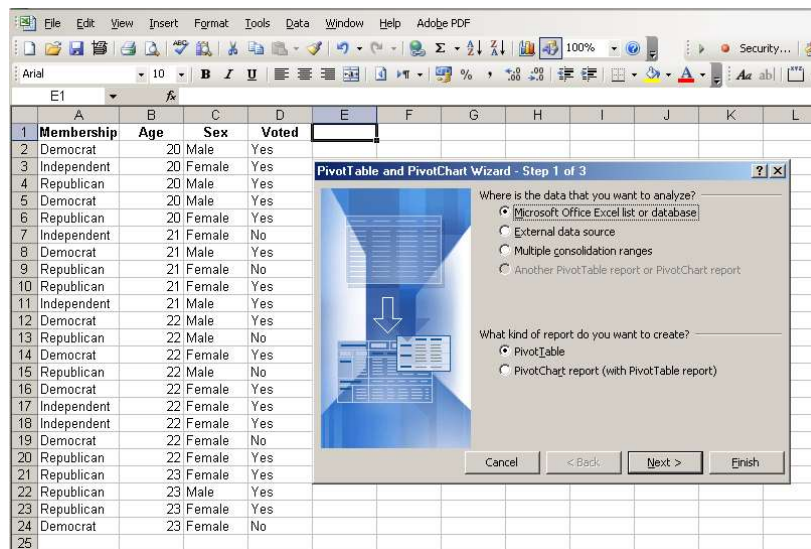 File Edit View Insert Format Tools Data Window Help Adobe PDF
100% Security...
Arial 10 B I U % , Aa ab|
E1 fx
A B C D E F G H I J K L
1 Membership Age Sex Voted
2 Democrat 20 Male Yes
3 Independent 20 Female Yes
4 Republican 20 Male Yes
5 Democrat 20 Male Yes
6 Republican 20 Female Yes
7 Independent 21 Female No
8 Democrat 21 Male Yes
9 Republican 21 Female No
10 Republican 21 Female Yes
11 Independent 21 Male Yes
12 Democrat 22 Male Yes
13 Republican 22 Male No
14 Democrat 22 Female Yes
15 Republican 22 Male No
16 Democrat 22 Female Yes
17 Independent 22 Female Yes
18 Independent 22 Female Yes
19 Democrat 22 Female No
20 Republican 22 Female Yes
21 Republican 23 Female Yes
22 Republican 23 Male Yes
23 Republican 23 Female Yes
24 Democrat 23 Female No
25
PivotTable and PivotChart Wizard - Step 1 of 3
Where is the data that you want to analyze?
Microsoft Office Excel list or database
External data source
Multiple consolidation ranges
Another PivotTable report or PivotChart report
What kind of report do you want to create?
PivotTable
PivotChart report (with PivotTable report)
Cancel < Back Next > Finish